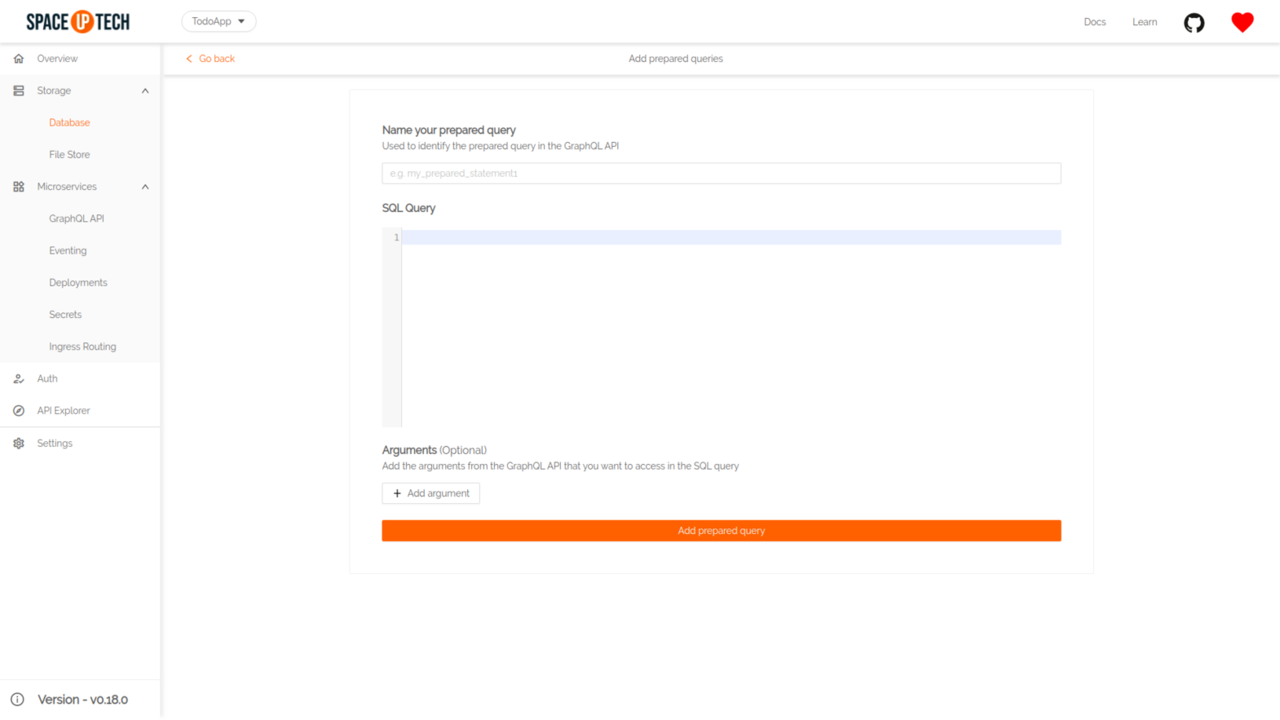 SPACE UP TECH
TodoApp
Docs
Learn
Overview
Storage
Database
File Store
Microservices
GraphQL API
Eventing
Deployments
Secrets
Ingress Routing
Auth
API Explorer
Settings
Version - v0.18.0
Go back
Add prepared queries
Name your prepared query
Used to identify the prepared query in the GraphQL API
e.g. my_prepared_statement1
SQL Query
1
Arguments (Optional)
Add the arguments from the GraphQL API that you want to access in the SQL query
+ Add argument
Add prepared query